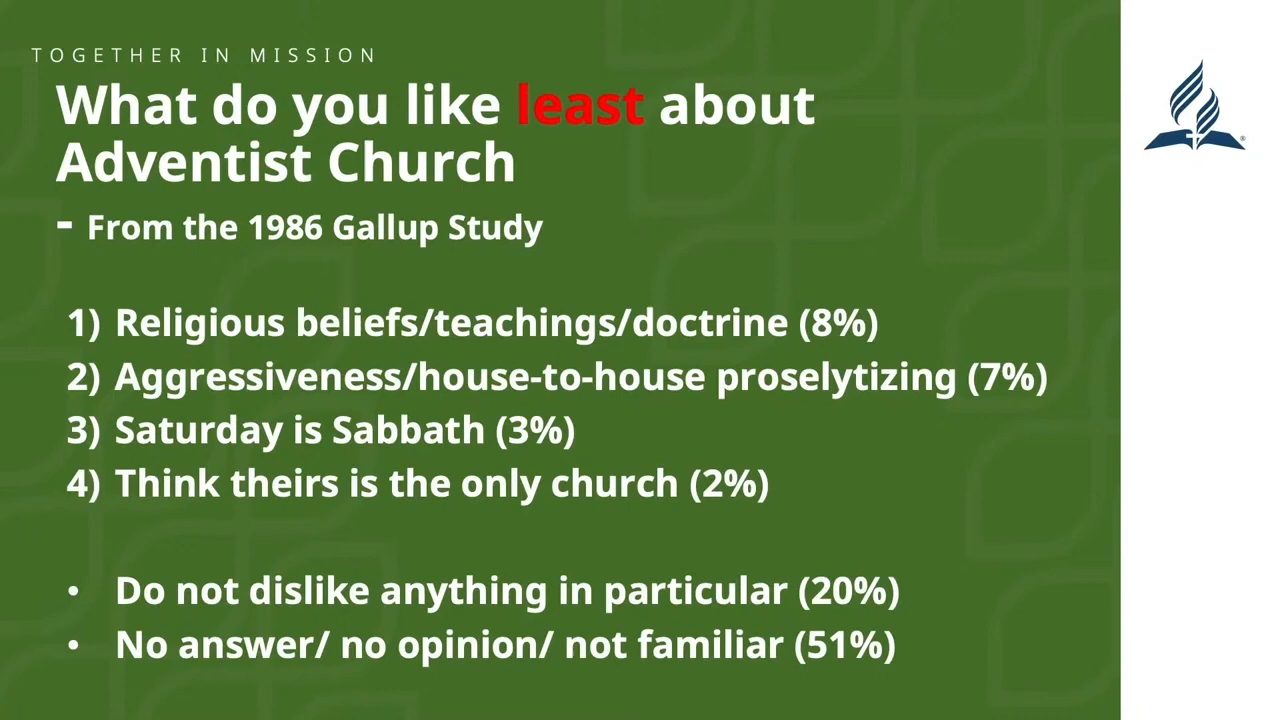 TOGETHER IN MISSION
What do you like least about
Adventist Church
- From the 1986 Gallup Study
1) Religious beliefs/teachings/doctrine (8%)
2) Aggressiveness/house-to-house proselytizing (7%)
3) Saturday is Sabbath (3%)
4) Think theirs is the only church (2%)
• Do not dislike anything in particular (20%)
• No answer/ no opinion/ not familiar (51%)
®